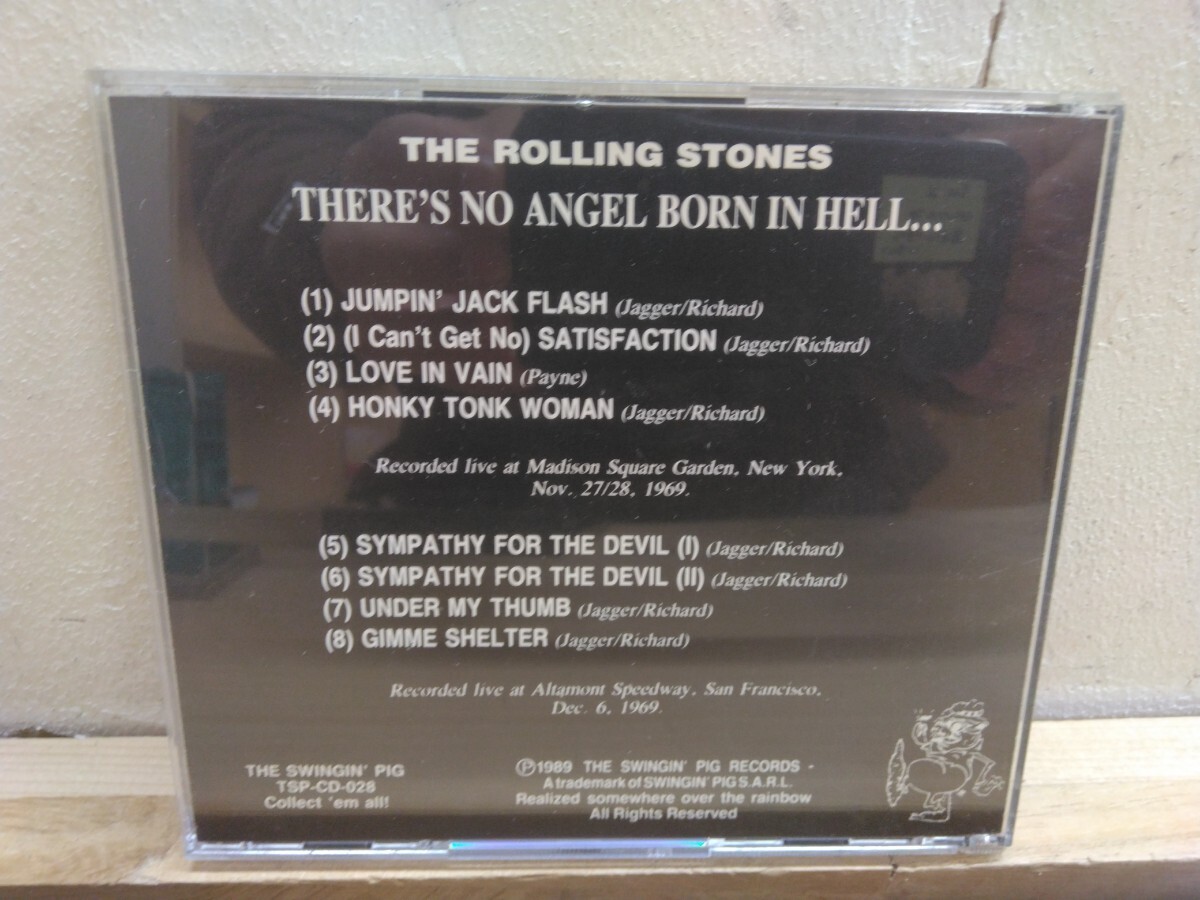 THE ROLLING STONES
THERE'S NO ANGEL BORN IN HELL...
(1) JUMPIN' JACK FLASH (Jagger/Richard)
(2) (I Can't Get No) SATISFACTION (Jagger/Richard)
(3) LOVE IN VAIN (Payne)
(4) HONKY TONK WOMAN (Jagger/Richard)
Recorded live at Madison Square Garden, New York,
Nov. 27/28, 1969.
(5) SYMPATHY FOR THE DEVIL (I) (Jagger/Richard)
(6) SYMPATHY FOR THE DEVIL (II) (Jagger/Richard)
(7) UNDER MY THUMB (Jagger/Richard)
(8) GIMME SHELTER (Jagger/Richard)
Recorded live at Altamont Speedway, San Francisco,
Dec. 6, 1969.
THE SWINGIN' PIG
TSP-CD-028
Collect 'em all!
Ⓟ1989 THE SWINGIN' PIG RECORDS -
A trademark of SWINGIN' PIG S.A.R.L.
Realized somewhere over the rainbow
All Rights Reserved